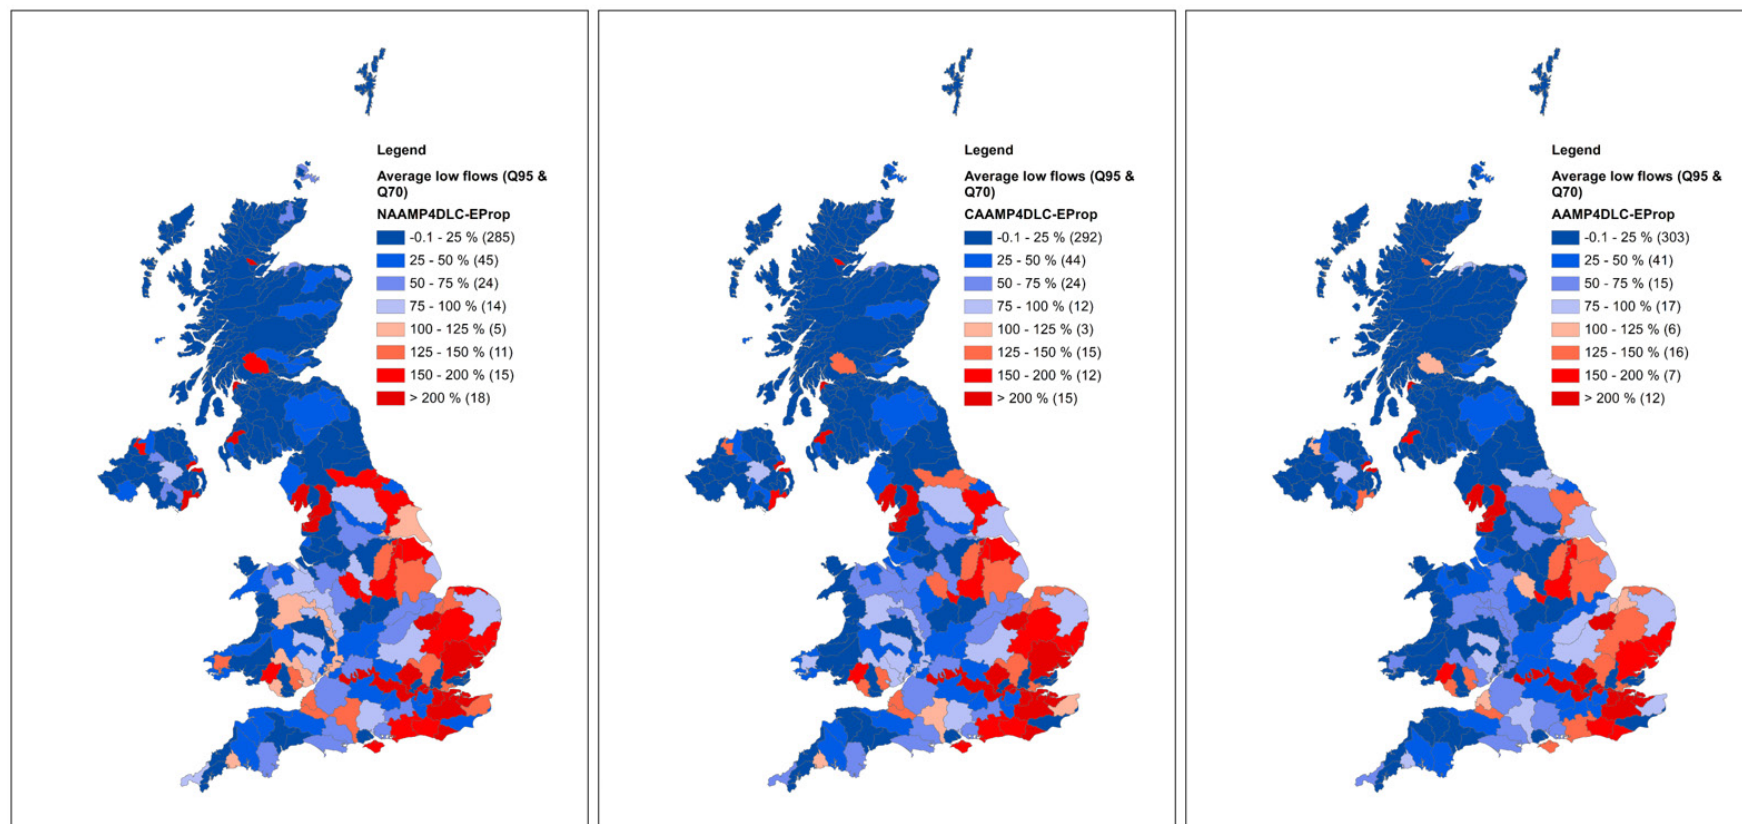 Legend
Average low flows (Q95 &
Q70)
NAAMP4DLC-EProp
-0.1 - 25 % (285)
25 - 50 % (45)
50 - 75 % (24)
75 - 100 % (14)
100 - 125 % (5)
125 - 150 % (11)
150 - 200 % (15)
> 200 % (18)
Legend
Average low flows (Q95 &
Q70)
CAAMP4DLC-EProp
-0.1 - 25 % (292)
25 - 50 % (44)
50 - 75 % (24)
75 - 100 % (12)
100 - 125 % (3)
125 - 150 % (15)
150 - 200 % (12)
> 200 % (15)
Legend
Average low flows (Q95 &
Q70)
AAMP4DLC-EProp
-0.1 - 25 % (303)
25 - 50 % (41)
50 - 75 % (15)
75 - 100 % (17)
100 - 125 % (6)
125 - 150 % (16)
150 - 200 % (7)
> 200 % (12)